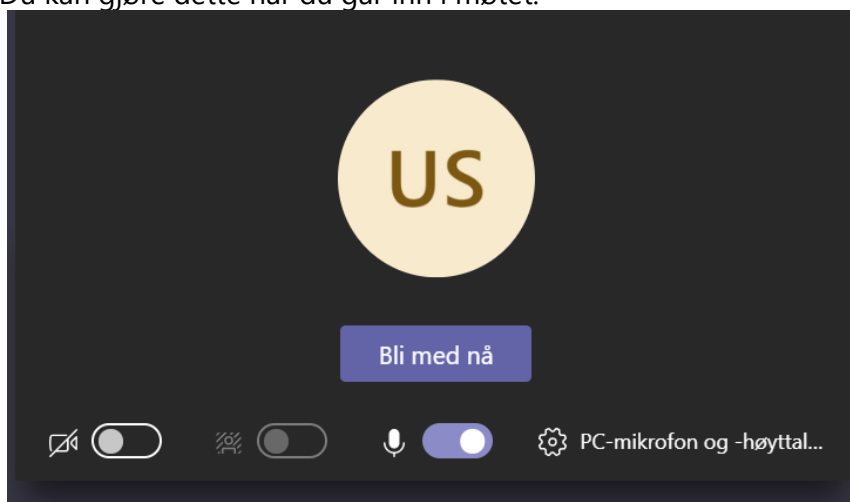 Du kan gjøre dette når du går inn i møtet.
US
Bli med nå
PC-mikrofon og -høyttal...